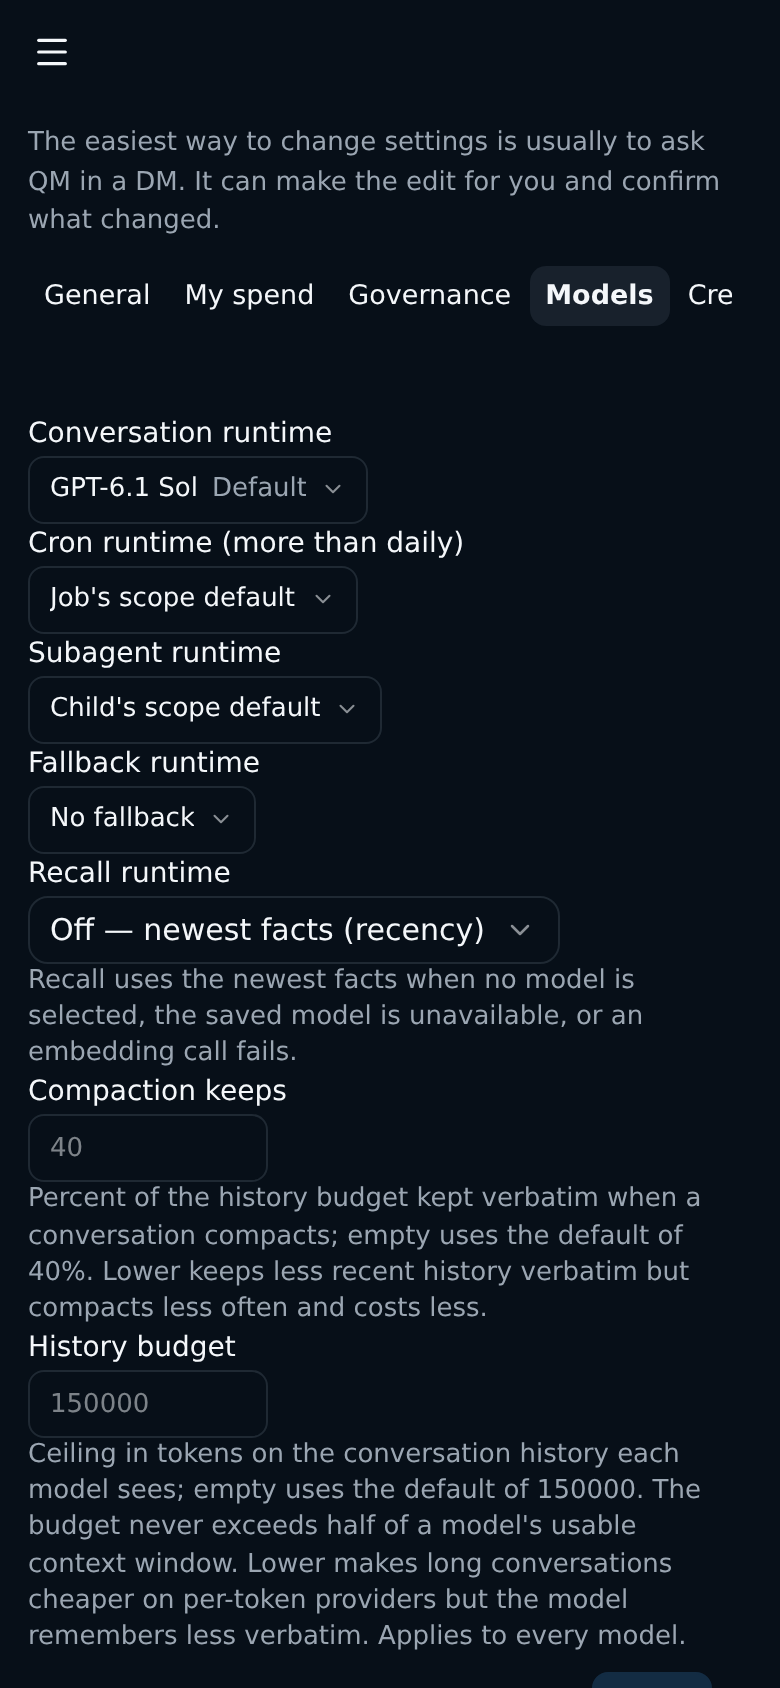 The easiest way to change settings is usually to ask
QM in a DM. It can make the edit for you and confirm
what changed.
General My spend Governance Models Cre
Conversation runtime
GPT-6.1 Sol Default
Cron runtime (more than daily)
Job's scope default
Subagent runtime
Child's scope default
Fallback runtime
No fallback
Recall runtime
Off — newest facts (recency)
Recall uses the newest facts when no model is
selected, the saved model is unavailable, or an
embedding call fails.
Compaction keeps
40
Percent of the history budget kept verbatim when a
conversation compacts; empty uses the default of
40%. Lower keeps less recent history verbatim but
compacts less often and costs less.
History budget
150000
Ceiling in tokens on the conversation history each
model sees; empty uses the default of 150000. The
budget never exceeds half of a model's usable
context window. Lower makes long conversations
cheaper on per-token providers but the model
remembers less verbatim. Applies to every model.